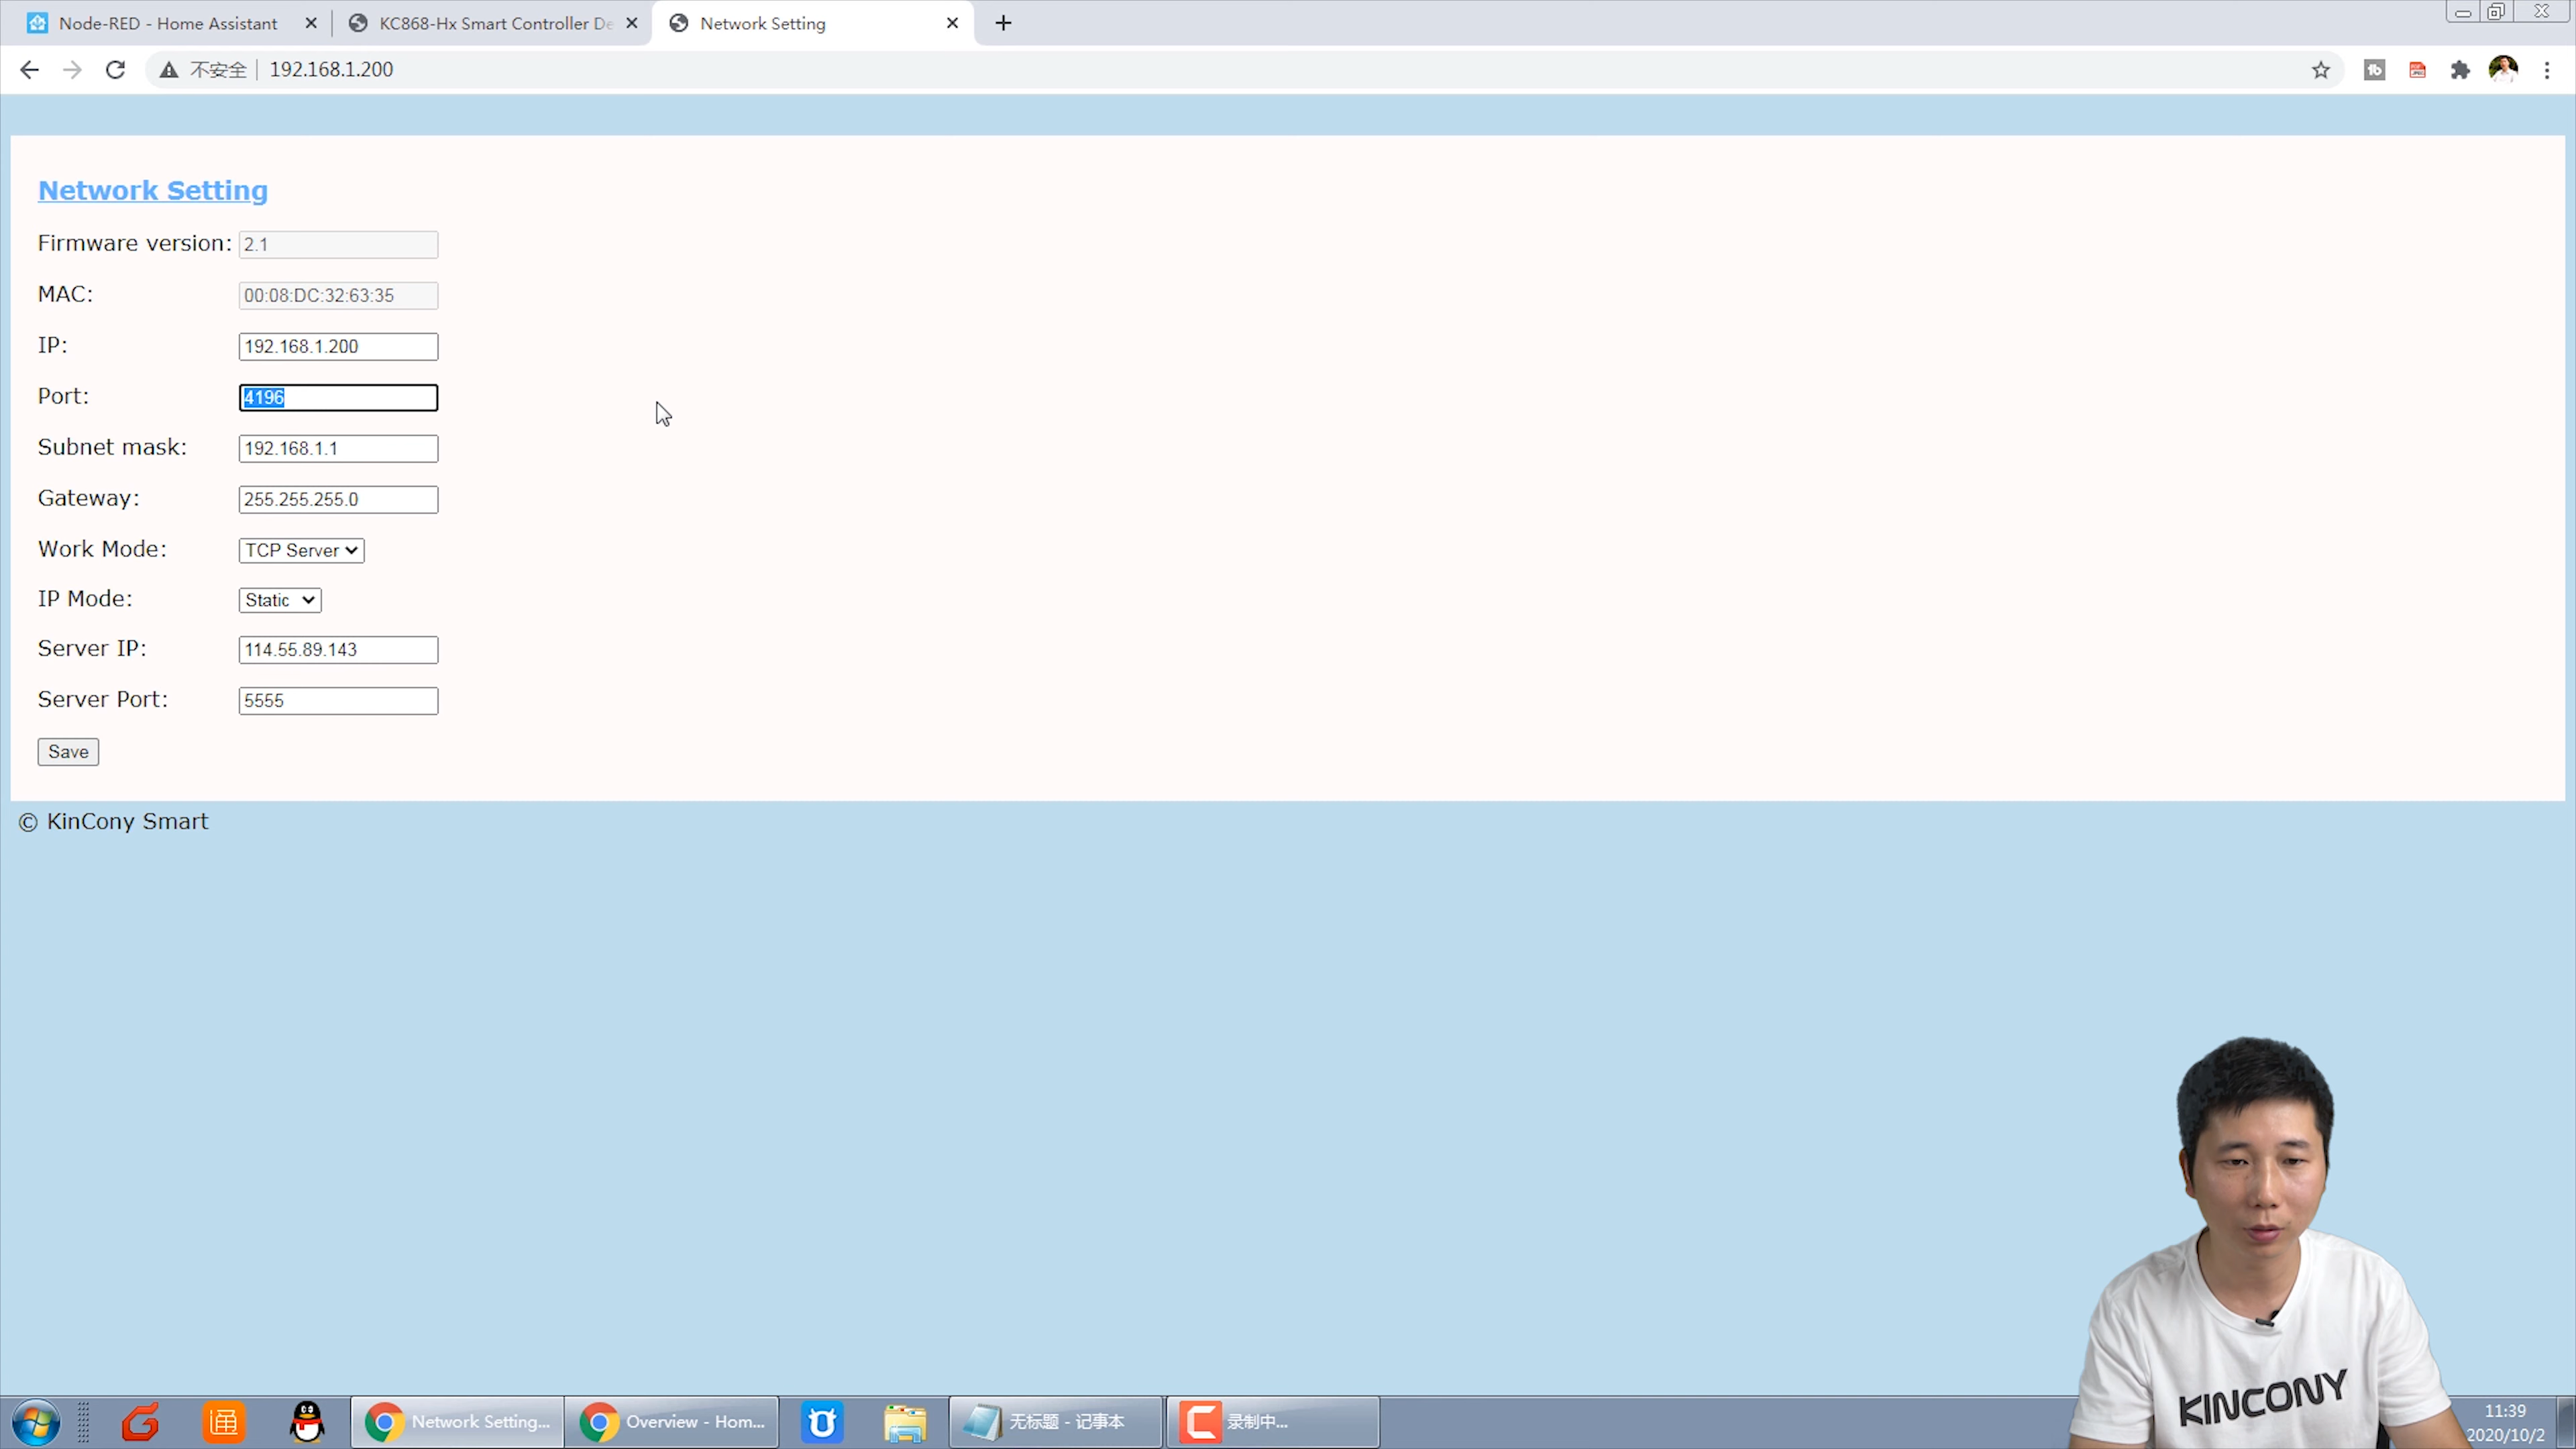 Node-RED - Home Assistant
KC868-Hx Smart Controller De
Network Setting
不安全
192.168.1.200
Network Setting
Firmware version: 2.1
MAC: 00:08:DC:32:63:35
IP: 192.168.1.200
Port: 4196
Subnet mask: 192.168.1.1
Gateway: 255.255.255.0
Work Mode: TCP Server
IP Mode: Static
Server IP: 114.55.89.143
Server Port: 5555
Save
© KinCony Smart
KINCONY
通
Network Setting...
Overview - Hom...
无标题 - 记事本
录制中...
11:39
2020/10/2